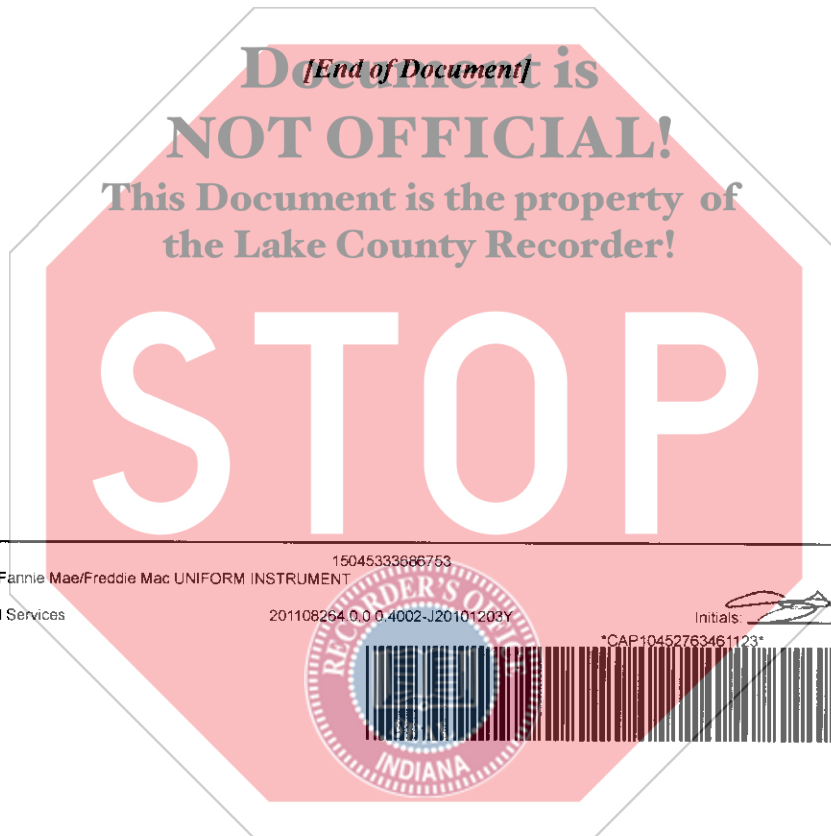 Document is
[End of Document]
NOT OFFICIAL!
This Document is the property of
the Lake County Recorder!
STOP
15045333686753
Fannie Mae/Freddie Mac UNIFORM INSTRUMENT
l Services
201108264.0.0.0.4002-J20101203Y
Initials:
*CAP10452763461123*
RECORDER'S OFFICE
INDIANA